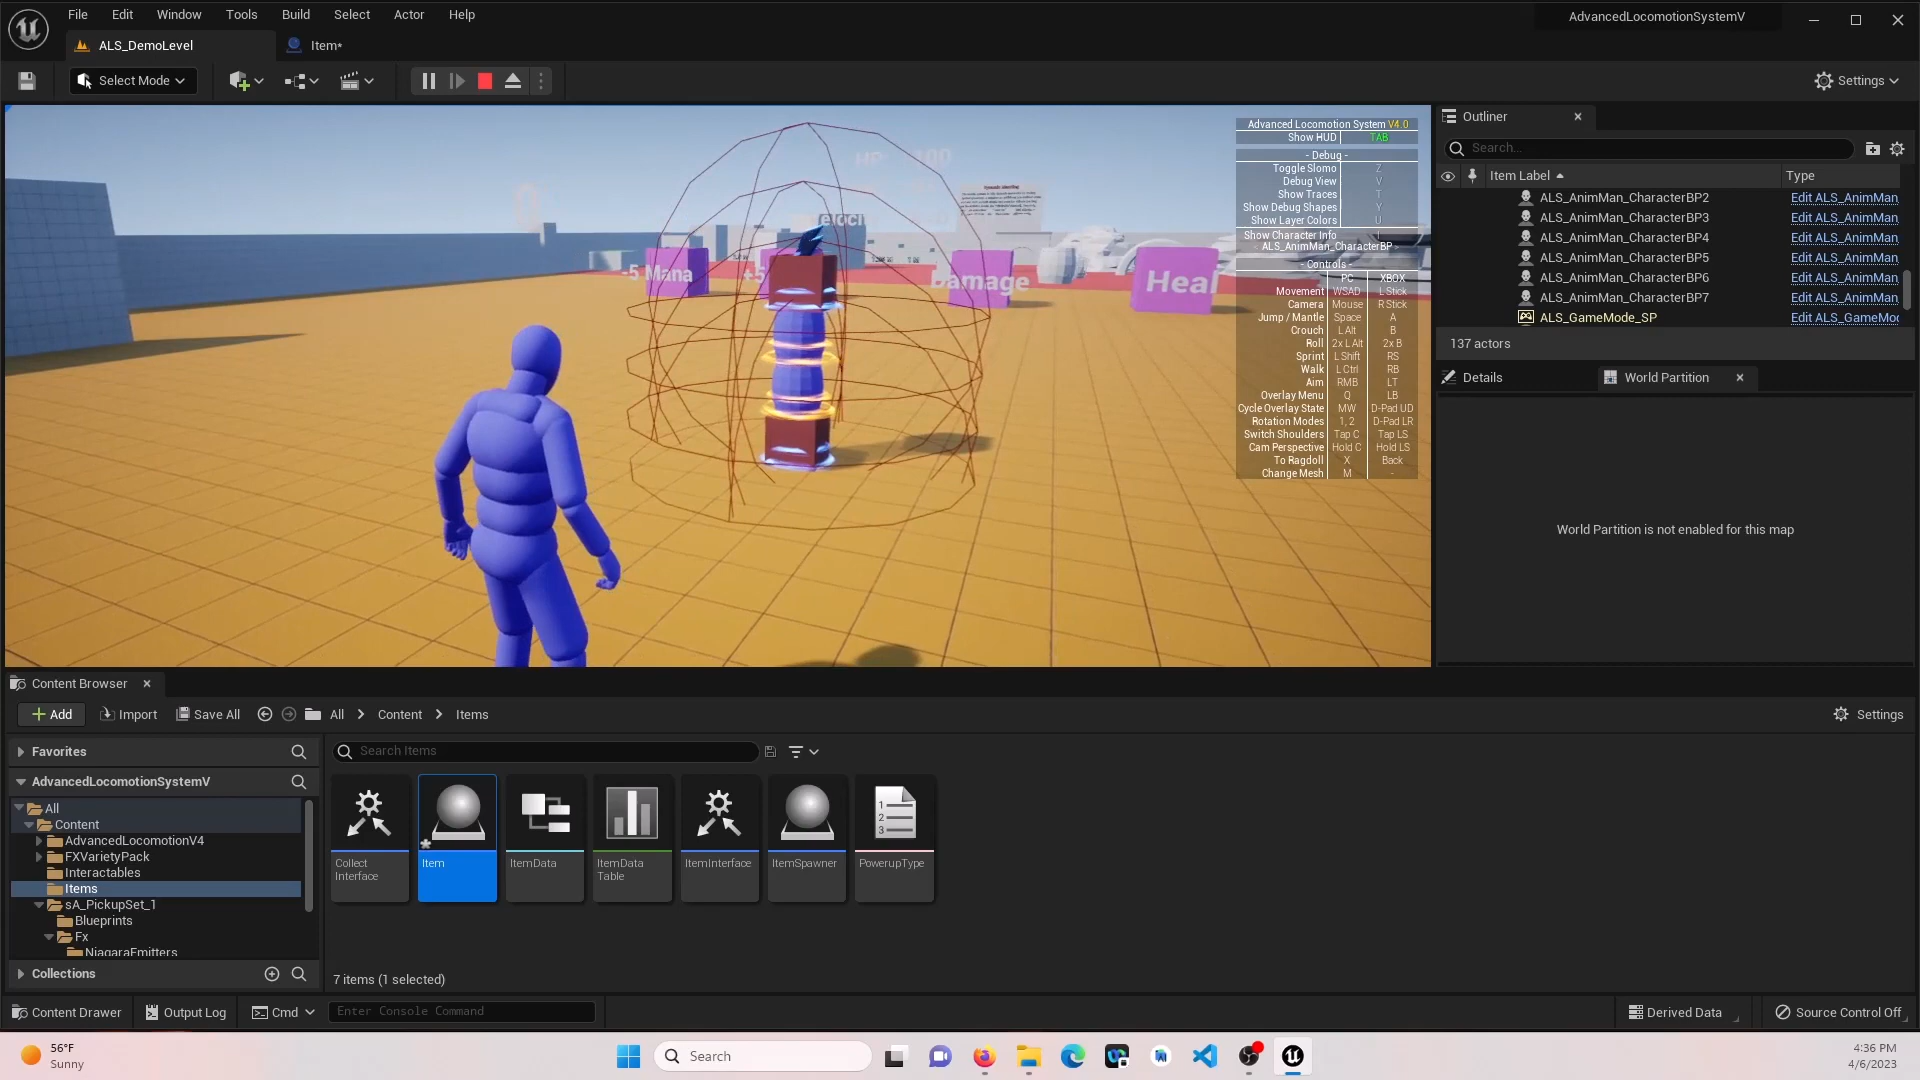 File Edit Window Tools Build Select Actor Help
AdvancedLocomotionSystemV
ALS_DemoLevel
Item*
Select Mode
Settings
HP 100
0
-5 Mana
+5
Damage
Heal
Advanced Locomotion System V4.0
Show HUD TAB
- Debug -
Toggle Slomo Z
Debug View V
Show Traces T
Show Debug Shapes Y
Show Layer Colors U
Show Character Info I
< ALS_AnimMan_CharacterBP >
- Controls -
PC XBOX
Movement WSAD L Stick
Camera Mouse R Stick
Jump / Mantle Space A
Crouch L Alt B
Roll 2x L Alt 2x B
Sprint L Shift RS
Walk L Ctrl RB
Aim RMB LT
Overlay Menu Q LB
Cycle Overlay State MW D-Pad UD
Rotation Modes 1, 2 D-Pad LR
Switch Shoulders Tap C Tap LS
Cam Perspective Hold C Hold LS
To Ragdoll X Back
Change Mesh M -
Outliner
Search...
Item Label Type
ALS_AnimMan_CharacterBP2 Edit ALS_AnimMan
ALS_AnimMan_CharacterBP3 Edit ALS_AnimMan
ALS_AnimMan_CharacterBP4 Edit ALS_AnimMan
ALS_AnimMan_CharacterBP5 Edit ALS_AnimMan
ALS_AnimMan_CharacterBP6 Edit ALS_AnimMan
ALS_AnimMan_CharacterBP7 Edit ALS_AnimMan
ALS_GameMode_SP Edit ALS_GameMo
137 actors
Details
World Partition
World Partition is not enabled for this map
Content Browser
Add Import Save All All Content Items
Settings
Favorites
AdvancedLocomotionSystemV
All
Content
AdvancedLocomotionV4
FXVarietyPack
Interactables
Items
sA_PickupSet_1
Blueprints
Fx
NiagaraEmitters
Collections
Search Items
Collect
Interface
Item
ItemData
ItemData
Table
ItemInterface
ItemSpawner
PowerupType
7 items (1 selected)
Content Drawer
Output Log
Cmd
Enter Console Command
Derived Data
Source Control Off
56°F
Sunny
Search
4:36 PM
4/6/2023